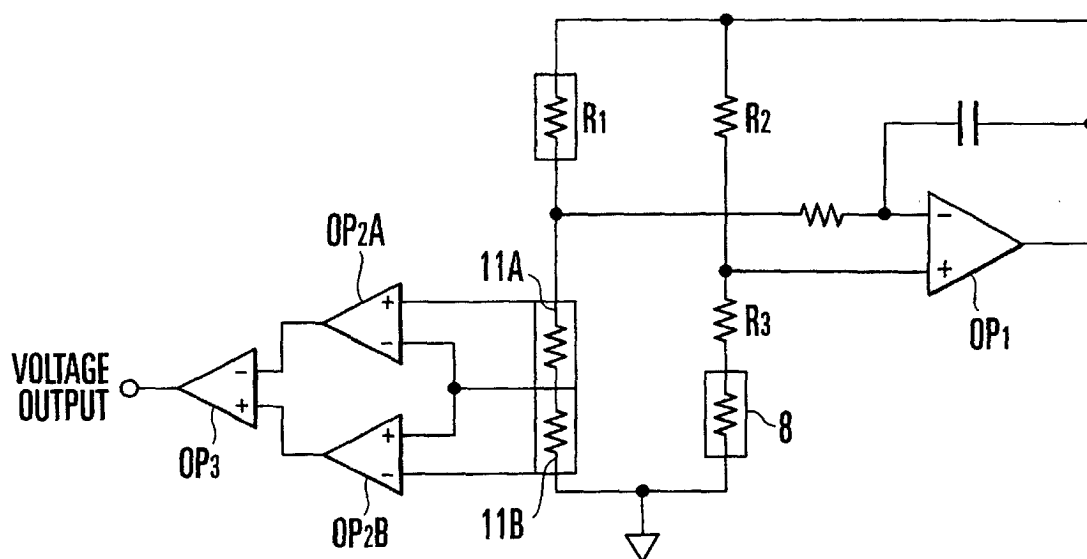 R1
R2
-
+
OP1
OP2A
11A
+
-
R3
VOLTAGE
OUTPUT
-
+
8
OP3
+
-
OP2B
11B